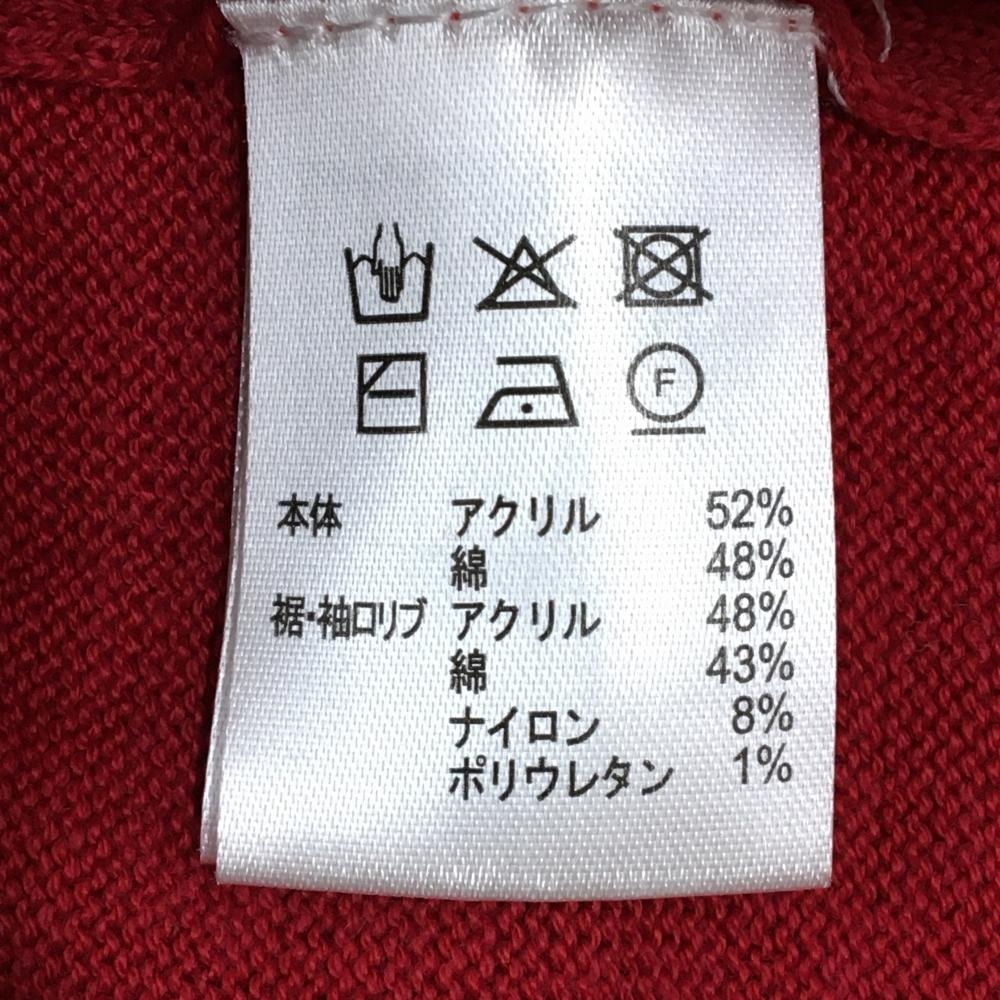 F
本体 アクリル 52%
綿 48%
裾・袖口リブ アクリル 48%
綿 43%
ナイロン 8%
ポリウレタン 1%